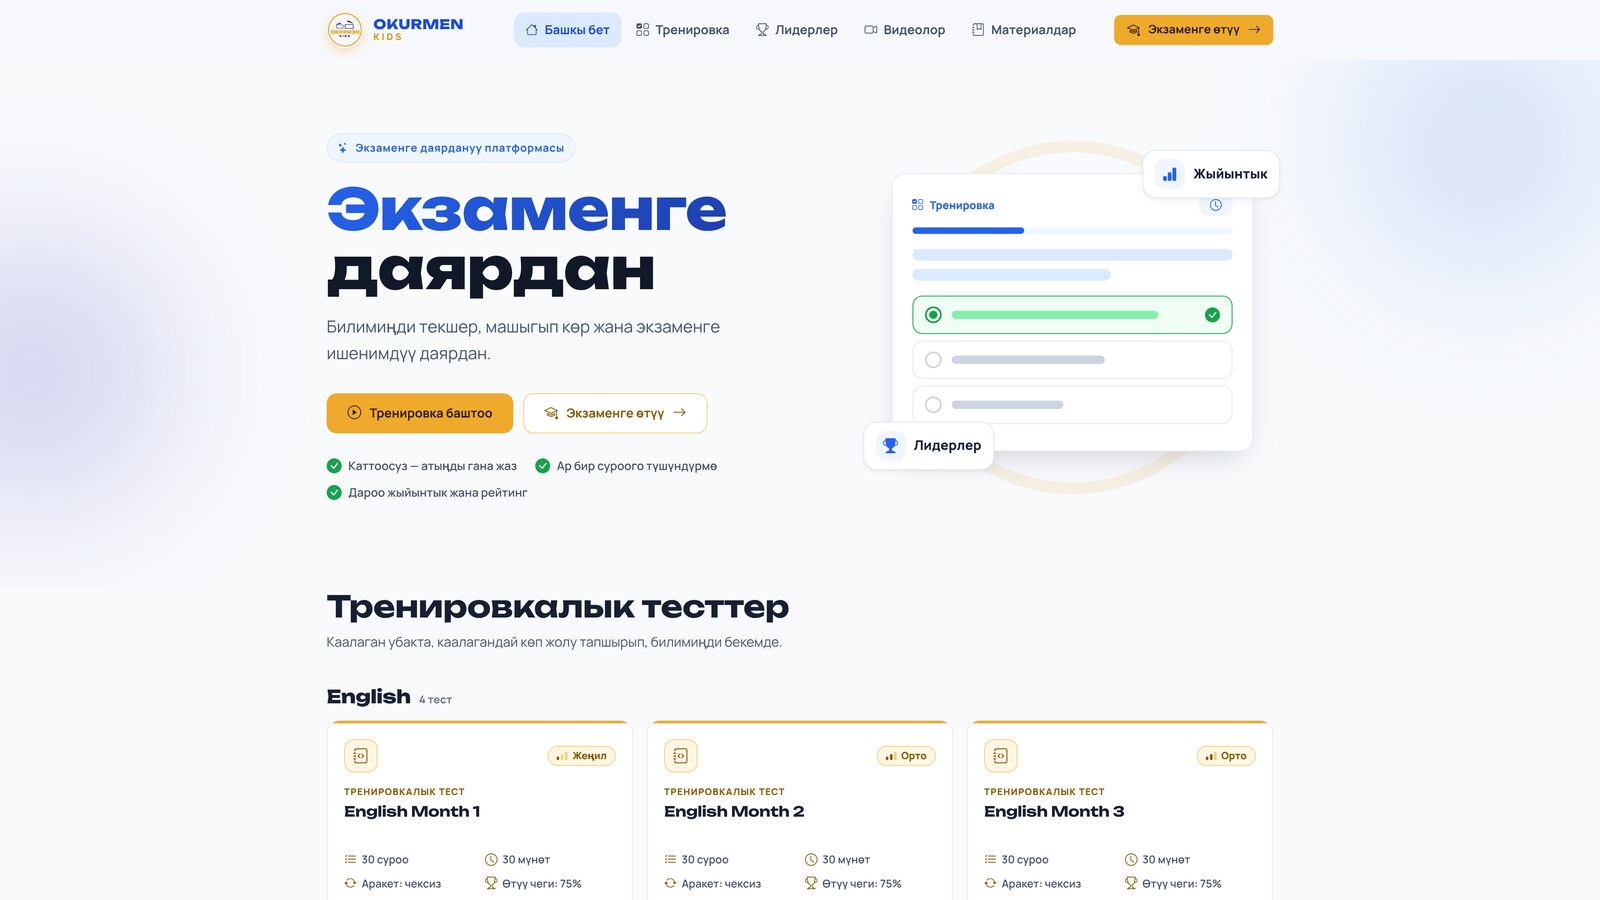 OKURMEN
KIDS
Башкы бет
Тренировка
Лидерлер
Видеолор
Материалдар
Экзаменге өтүү
Экзаменге даярдануу платформасы
Экзаменге
даярдан
Билимиңди текшер, машыгып көр жана экзаменге
ишенимдүү даярдан.
Тренировка баштоо
Экзаменге өтүү
Каттоосуз — атыңды гана жаз
Ар бир суроого түшүндүрмө
Дароо жыйынтык жана рейтинг
Жыйынтык
Тренировка
Лидерлер
Тренировкалык тесттер
Каалаган убакта, каалагандай көп жолу тапшырып, билимиңди бекемде.
English 4 тест
Жеңил
ТРЕНИРОВКАЛЫК ТЕСТ
English Month 1
30 суроо
30 мүнөт
Аракет: чексиз
Өтүү чеги: 75%
Орто
ТРЕНИРОВКАЛЫК ТЕСТ
English Month 2
30 суроо
30 мүнөт
Аракет: чексиз
Өтүү чеги: 75%
Орто
ТРЕНИРОВКАЛЫК ТЕСТ
English Month 3
30 суроо
30 мүнөт
Аракет: чексиз
Өтүү чеги: 75%